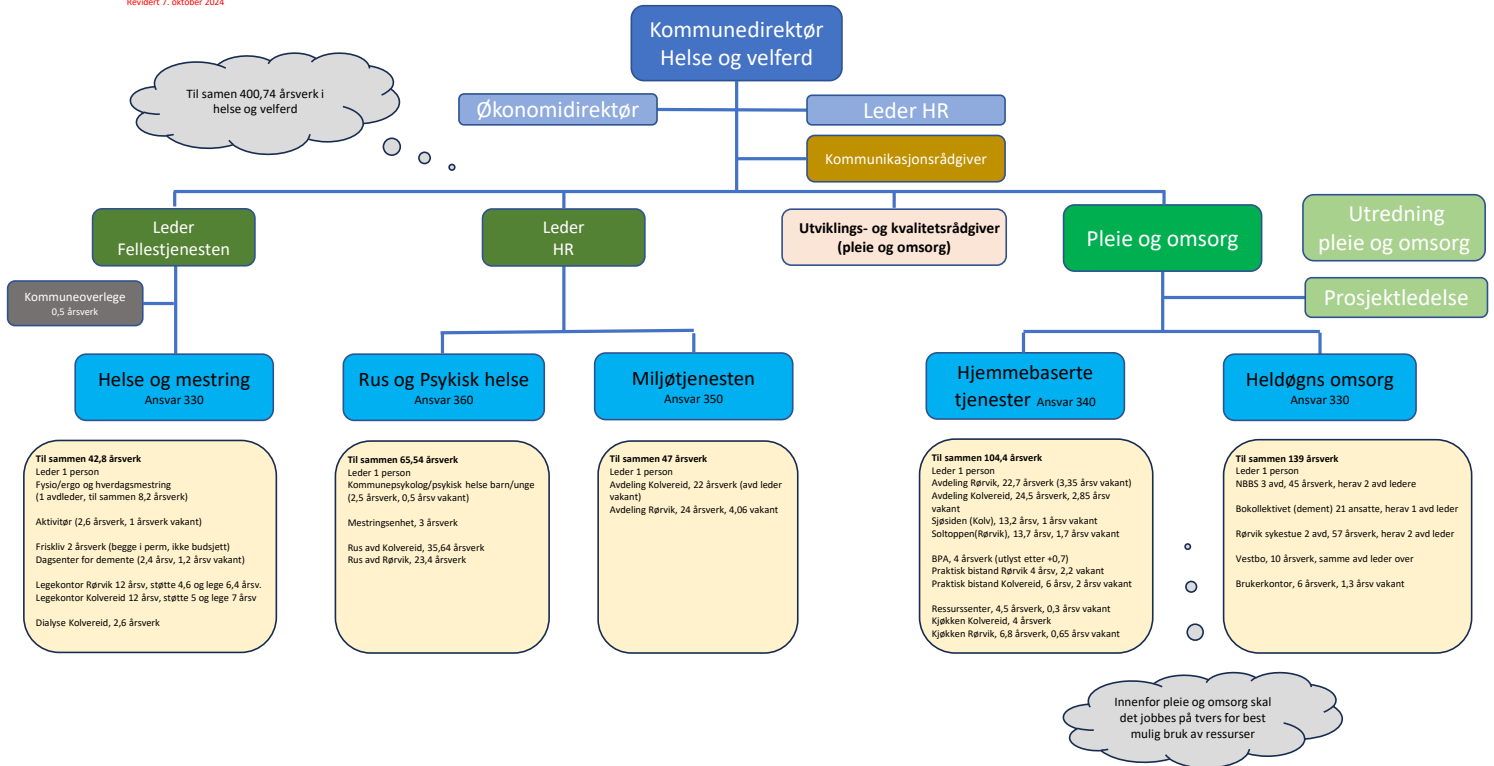 Revidert 7. oktober 2024
Kommunedirektør
Helse og velferd
Til samen 400,74 årsverk i
helse og velferd
Økonomidirektør
Leder HR
Kommunikasjonsrådgiver
Leder
Fellestjenesten
Leder
HR
Utviklings- og kvalitetsrådgiver
(pleie og omsorg)
Pleie og omsorg
Utredning
pleie og omsorg
Kommuneoverlege
0,5 årsverk
Prosjektledelse
Helse og mestring
Ansvar 330
Rus og Psykisk helse
Ansvar 360
Miljøtjenesten
Ansvar 350
Hjemmebaserte
tjenester Ansvar 340
Heldøgns omsorg
Ansvar 330
Til sammen 42,8 årsverk
Leder 1 person
Fysio/ergo og hverdagsmestring
(1 avdleder, til sammen 8,2 årsverk)
Aktivitør (2,6 årsverk, 1 årsverk vakant)
Friskliv 2 årsverk (begge i perm, ikke budsjett)
Dagsenter for demente (2,4 årsv, 1,2 årsv vakant)
Legekontor Rørvik 12 årsv, støtte 4,6 og lege 6,4 årsv.
Legekontor Kolvereid 12 årsv, støtte 5 og lege 7 årsv
Dialyse Kolvereid, 2,6 årsverk
Til sammen 65,54 årsverk
Leder 1 person
Kommunepsykolog/psykisk helse barn/unge
(2,5 årsverk, 0,5 årsv vakant)
Mestringsenhet, 3 årsverk
Rus avd Kolvereid, 35,64 årsverk
Rus avd Rørvik, 23,4 årsverk
Til sammen 47 årsverk
Leder 1 person
Avdeling Kolvereid, 22 årsverk (avd leder
vakant)
Avdeling Rørvik, 24 årsverk, 4,06 vakant
Til sammen 104,4 årsverk
Leder 1 person
Avdeling Rørvik, 22,7 årsverk (3,35 årsv vakant)
Avdeling Kolvereid, 24,5 årsverk, 2,85 årsv
vakant
Sjøsiden (Kolv), 13,2 årsv, 1 årsv vakant
Soltoppen(Rørvik), 13,7 årsv, 1,7 årsv vakant
BPA, 4 årsverk (utlyst etter +0,7)
Praktisk bistand Rørvik 4 årsv, 2,2 vakant
Praktisk bistand Kolvereid, 6 årsv, 2 årsv vakant
Ressurssenter, 4,5 årsverk, 0,3 årsv vakant
Kjøkken Kolvereid, 4 årsverk
Kjøkken Rørvik, 6,8 årsverk, 0,65 årsv vakant
Til sammen 139 årsverk
Leder 1 person
NBBS 3 avd, 45 årsverk, herav 2 avd ledere
Bokollektivet (dement) 21 ansatte, herav 1 avd leder
Rørvik sykestue 2 avd, 57 årsverk, herav 2 avd leder
Vestbo, 10 årsverk, samme avd leder over
Brukerkontor, 6 årsverk, 1,3 årsv vakant
Innenfor pleie og omsorg skal
det jobbes på tvers for best
mulig bruk av ressurser